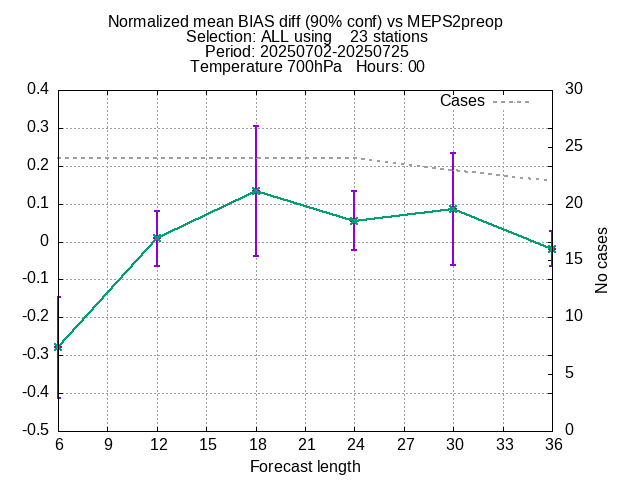 Normalized mean BIAS diff (90% conf) vs MEPS2preop
Selection: ALL using    23 stations
Period: 20250702-20250725
Temperature 700hPa   Hours: 00
Cases
0.4
0.3
0.2
0.1
0
-0.1
-0.2
-0.3
-0.4
-0.5
30
25
20
15
10
5
0
No cases
6 9 12 15 18 21 24 27 30 33 36
Forecast length